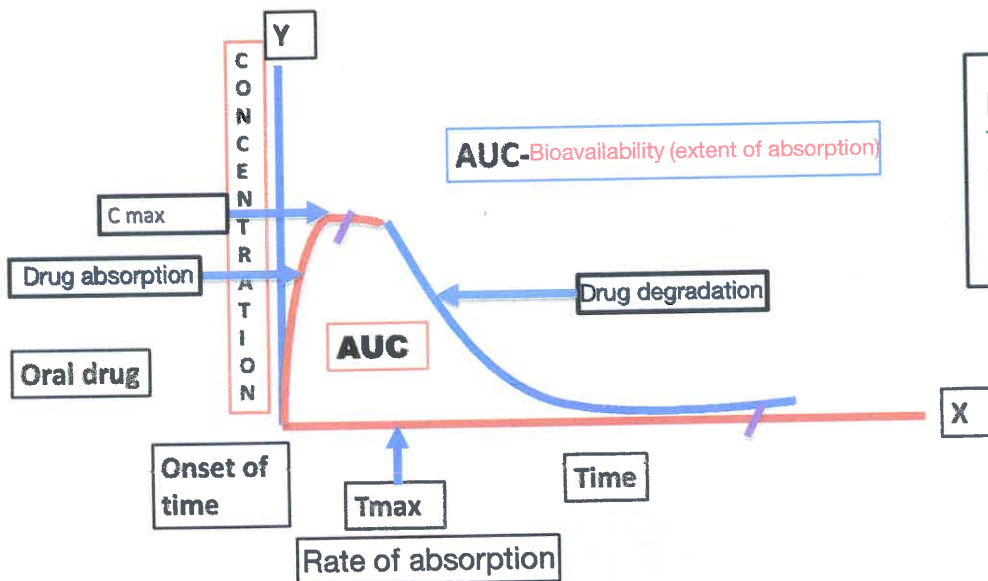 Y
CONCENTRATION
AUC-Bioavailability (extent of absorption)
C max
Drug absorption
Drug degradation
AUC
Oral drug
X
Onset of
time
Time
Tmax
Rate of absorption